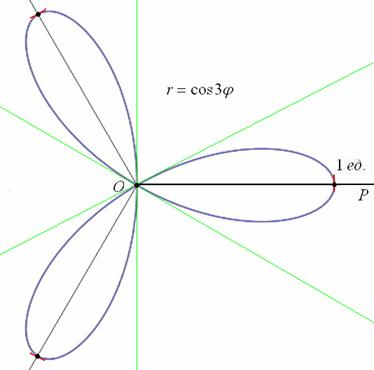 r = cos3φ
1 ед.
O
P